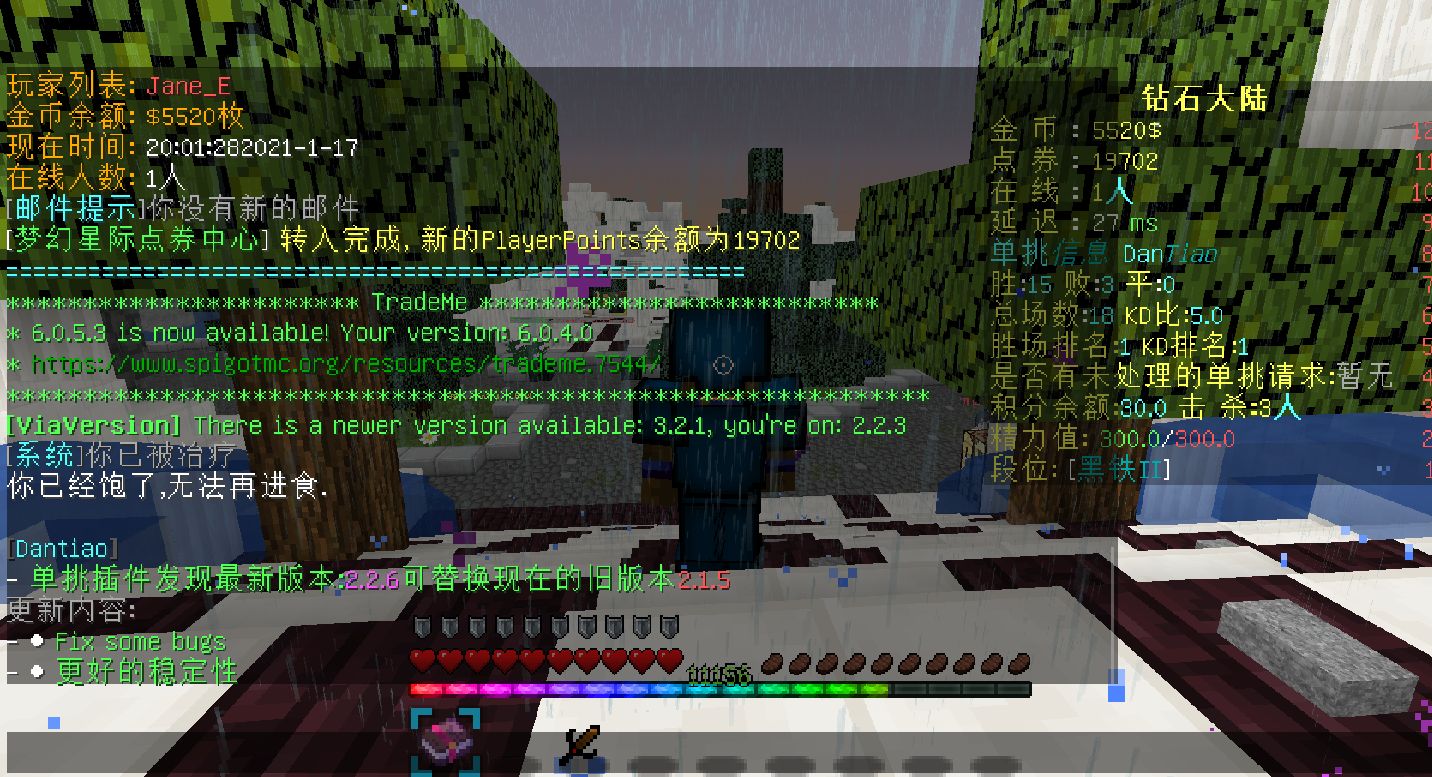 玩家列表: Jane_E
金币余额: $5520枚
现在时间: 20:01:282021-1-17
在线人数: 1人
[邮件提示]你没有新的邮件
[梦幻星际点券中心] 转入完成, 新的PlayerPoints余额为19702
=================================================
*********************** TradeMe **************************
* 6.0.5.3 is now available! Your version: 6.0.4.0
* https://www.spigotmc.org/resources/trademe.7544/
************************************************************
[ViaVersion] There is a newer version available: 3.2.1, you're on: 2.2.3
[系统]你已被治疗
你已经饱了,无法再进食.
[Dantiao]
- 单挑插件发现最新版本:2.2.6可替换现在的旧版本2.1.5
更新内容:
- ● Fix some bugs
- ● 更好的稳定性
钻石大陆
金 币 : 5520$ 12
点 券 : 19702 11
在 线 : 1人 10
延 迟 : 27 ms 9
单挑信息 DanTiao 8
胜:15 败:3 平:0 7
总场数:18 KD比:5.0 6
胜场排名:1 KD排名:1 5
是否有未处理的单挑请求:暂无 4
积分余额:30.0 击 杀:3人 3
精力值: 300.0/300.0 2
段位: [黑铁II] 1